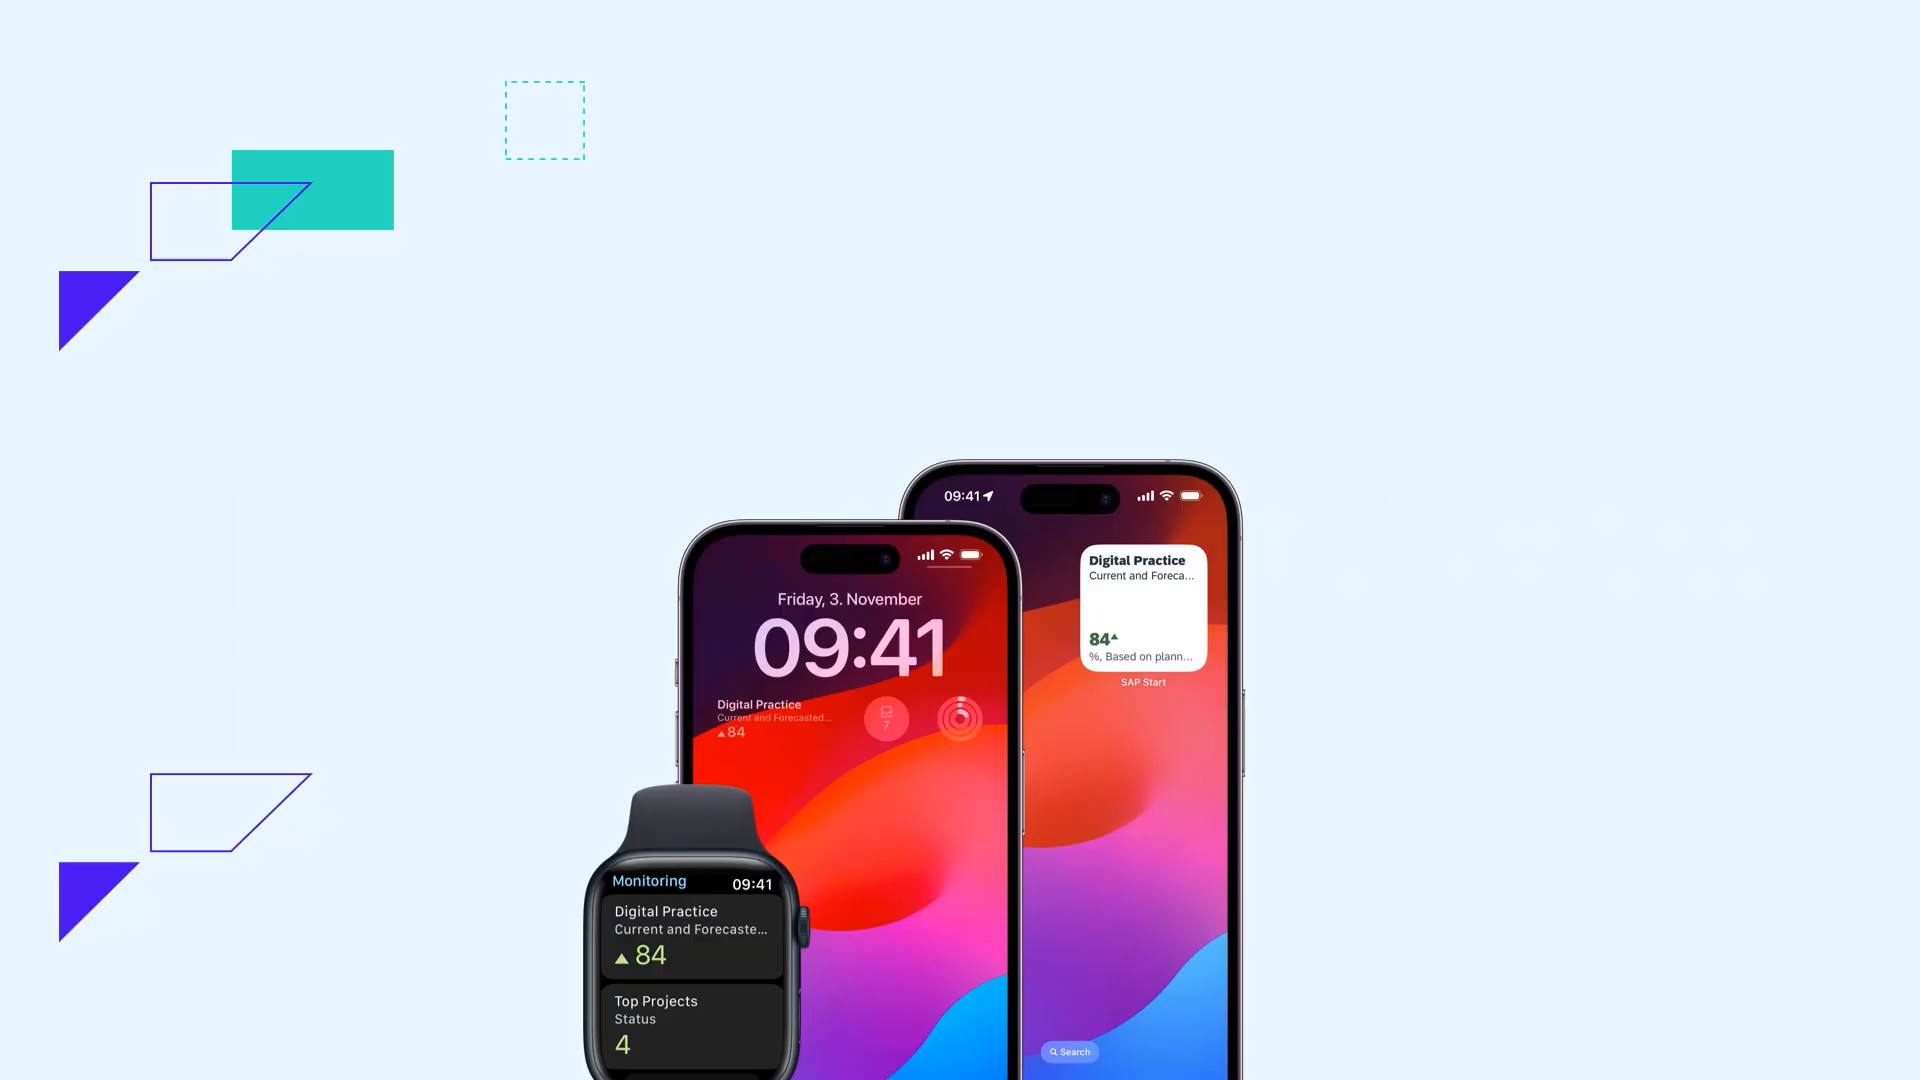 09:41
Digital Practice
Current and Foreca...
84
%, Based on plann...
SAP Start
Search
Friday, 3. November
09:41
Digital Practice
Current and Forecasted...
84
7
Monitoring
09:41
Digital Practice
Current and Forecaste...
84
Top Projects
Status
4